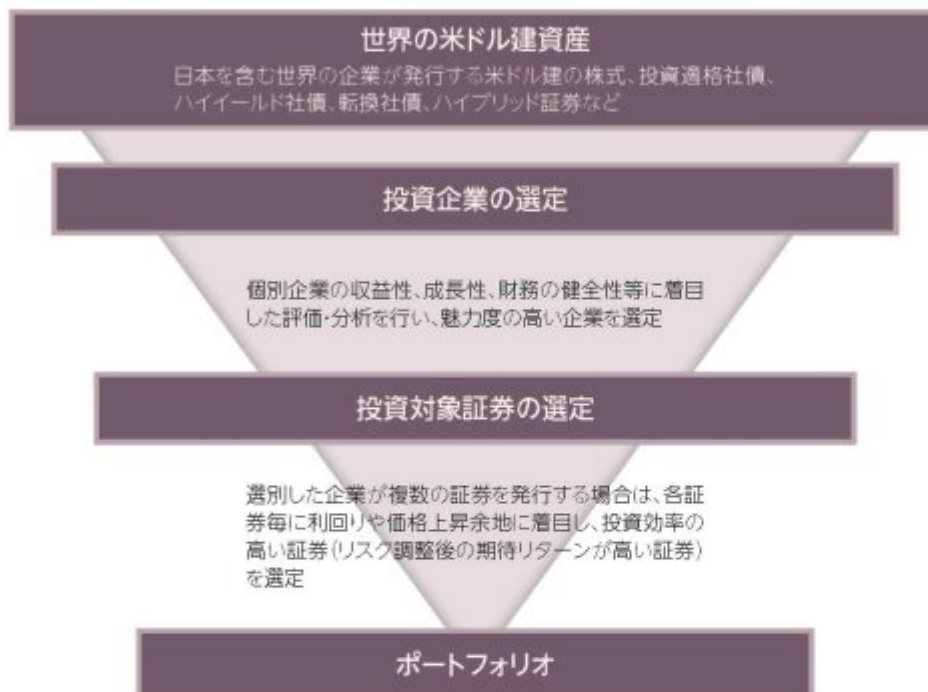 世界の米ドル建資産
日本を含む世界の企業が発行する米ドル建の株式、投資適格社債、
ハイイールド社債、転換社債、ハイブリッド証券など
投資企業の選定
個別企業の収益性、成長性、財務の健全性等に着目
した評価・分析を行い、魅力度の高い企業を選定
投資対象証券の選定
選別した企業が複数の証券を発行する場合は、各証
券毎に利回りや価格上昇余地に着目し、投資効率の
高い証券(リスク調整後の期待リターンが高い証券)
を選定
ポートフォリオ